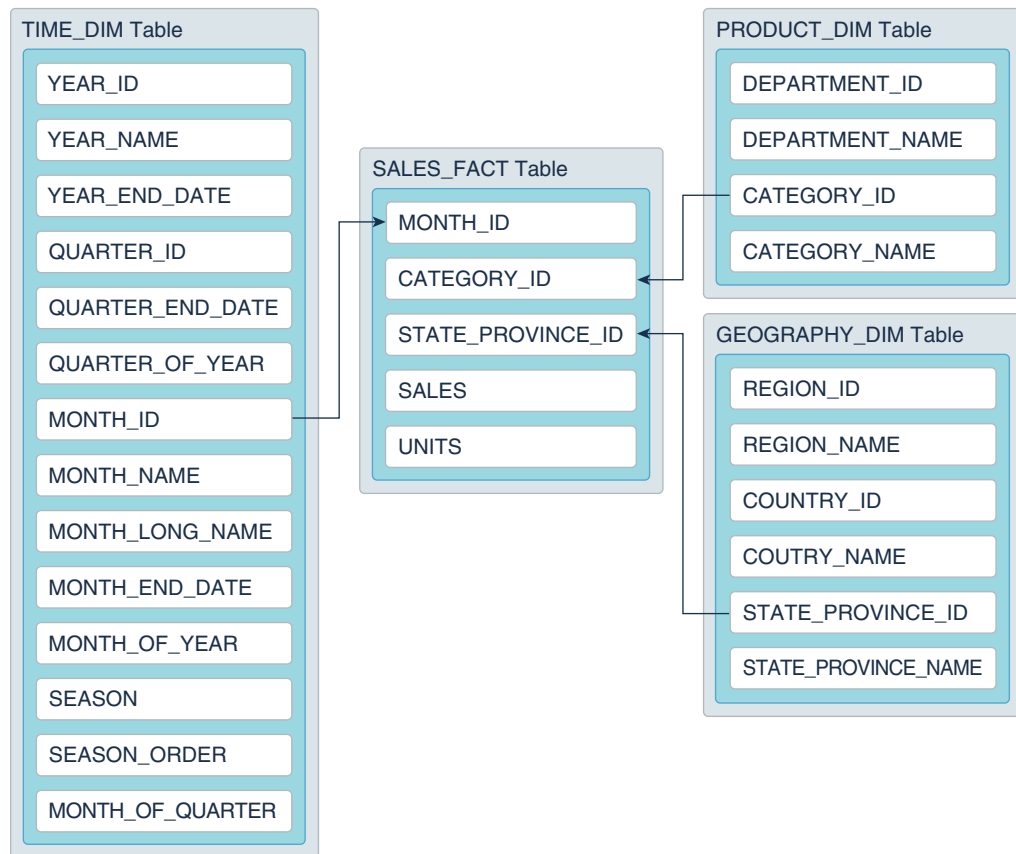 TIME_DIM Table
YEAR_ID
YEAR_NAME
YEAR_END_DATE
QUARTER_ID
QUARTER_END_DATE
QUARTER_OF_YEAR
MONTH_ID
MONTH_NAME
MONTH_LONG_NAME
MONTH_END_DATE
MONTH_OF_YEAR
SEASON
SEASON_ORDER
MONTH_OF_QUARTER
SALES_FACT Table
MONTH_ID
CATEGORY_ID
STATE_PROVINCE_ID
SALES
UNITS
PRODUCT_DIM Table
DEPARTMENT_ID
DEPARTMENT_NAME
CATEGORY_ID
CATEGORY_NAME
GEOGRAPHY_DIM Table
REGION_ID
REGION_NAME
COUNTRY_ID
COUTRY_NAME
STATE_PROVINCE_ID
STATE_PROVINCE_NAME